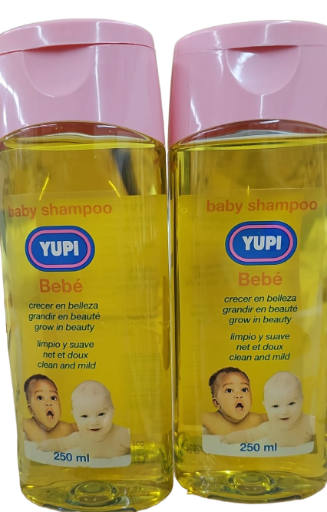 baby shampoo
YUPI
Bebé
crecer en belleza
grandir en beauté
grow in beauty
limpio y suave
net et doux
clean and mild
250 ml
baby shampoo
YUPI
Bebé
crecer en belleza
grandir en beauté
grow in beauty
limpio y suave
net et doux
clean and mild
250 ml